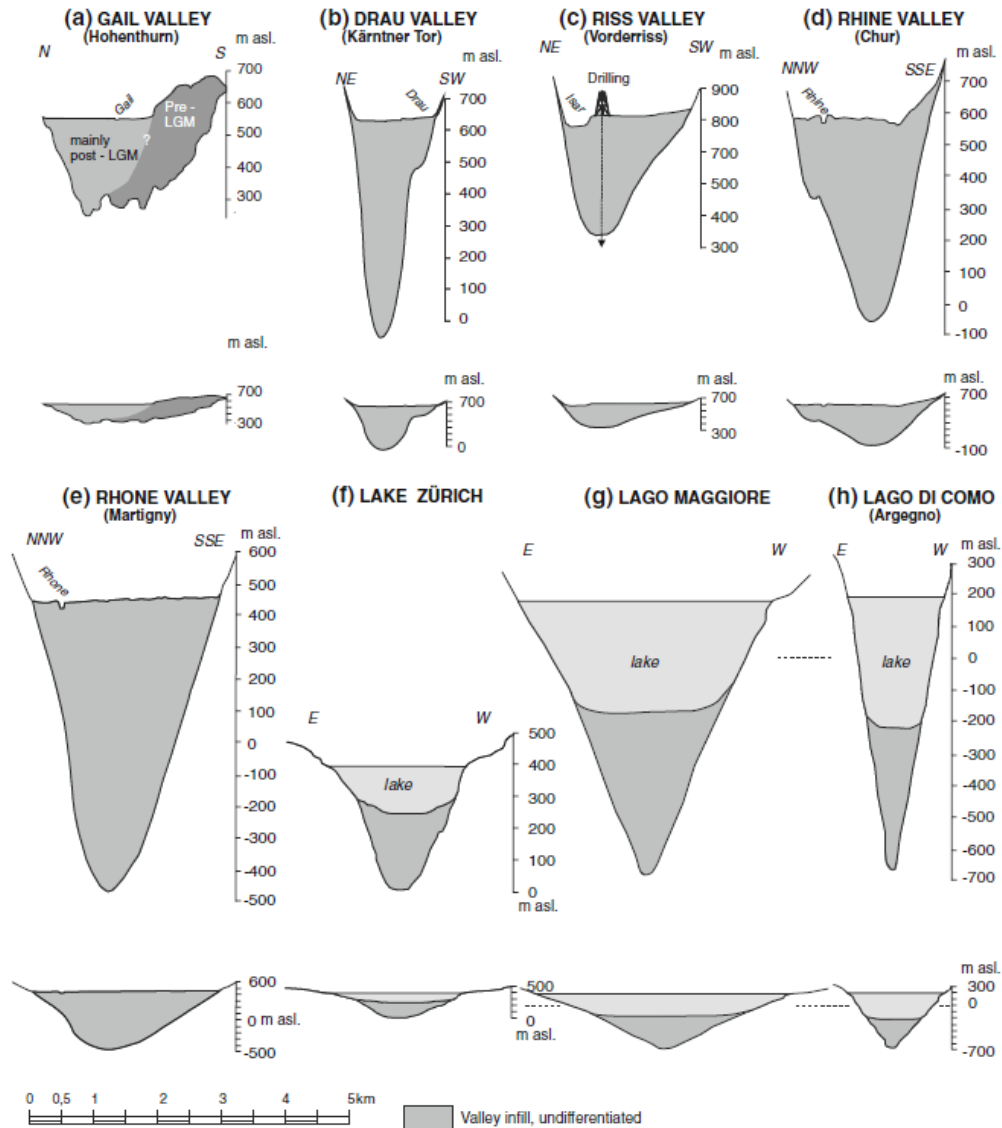 (a) GAIL VALLEY
(Hohenthurn)
m asl.
N
S
700
600
500
400
300
Gail
Pre -
LGM
?
mainly
post - LGM
m asl.
700
300
(b) DRAU VALLEY
(Kärntner Tor)
m asl.
NE
SW
Drau
700
600
500
400
300
200
100
0
m asl.
700
0
(c) RISS VALLEY
(Vorderriss)
m asl.
NE
SW
Drilling
Isar
900
800
700
600
500
400
300
m asl.
700
300
(d) RHINE VALLEY
(Chur)
m asl.
NNW
SSE
Rhine
700
600
500
400
300
200
100
0
-100
m asl.
700
-100
(e) RHONE VALLEY
(Martigny)
m asl.
NNW
SSE
Rhone
600
500
400
300
200
100
0
-100
-200
-300
-400
-500
600
0 m asl.
-500
(f) LAKE ZÜRICH
E
W
lake
500
400
300
200
100
0
m asl.
500
0
m asl.
(g) LAGO MAGGIORE
E
W
lake
(h) LAGO DI COMO
(Argegno)
m asl.
E
W
lake
300
200
100
0
-100
-200
-300
-400
-500
-600
-700
m asl.
300
0
-700
0 0,5 1 2 3 4 5km
Valley infill, undifferentiated